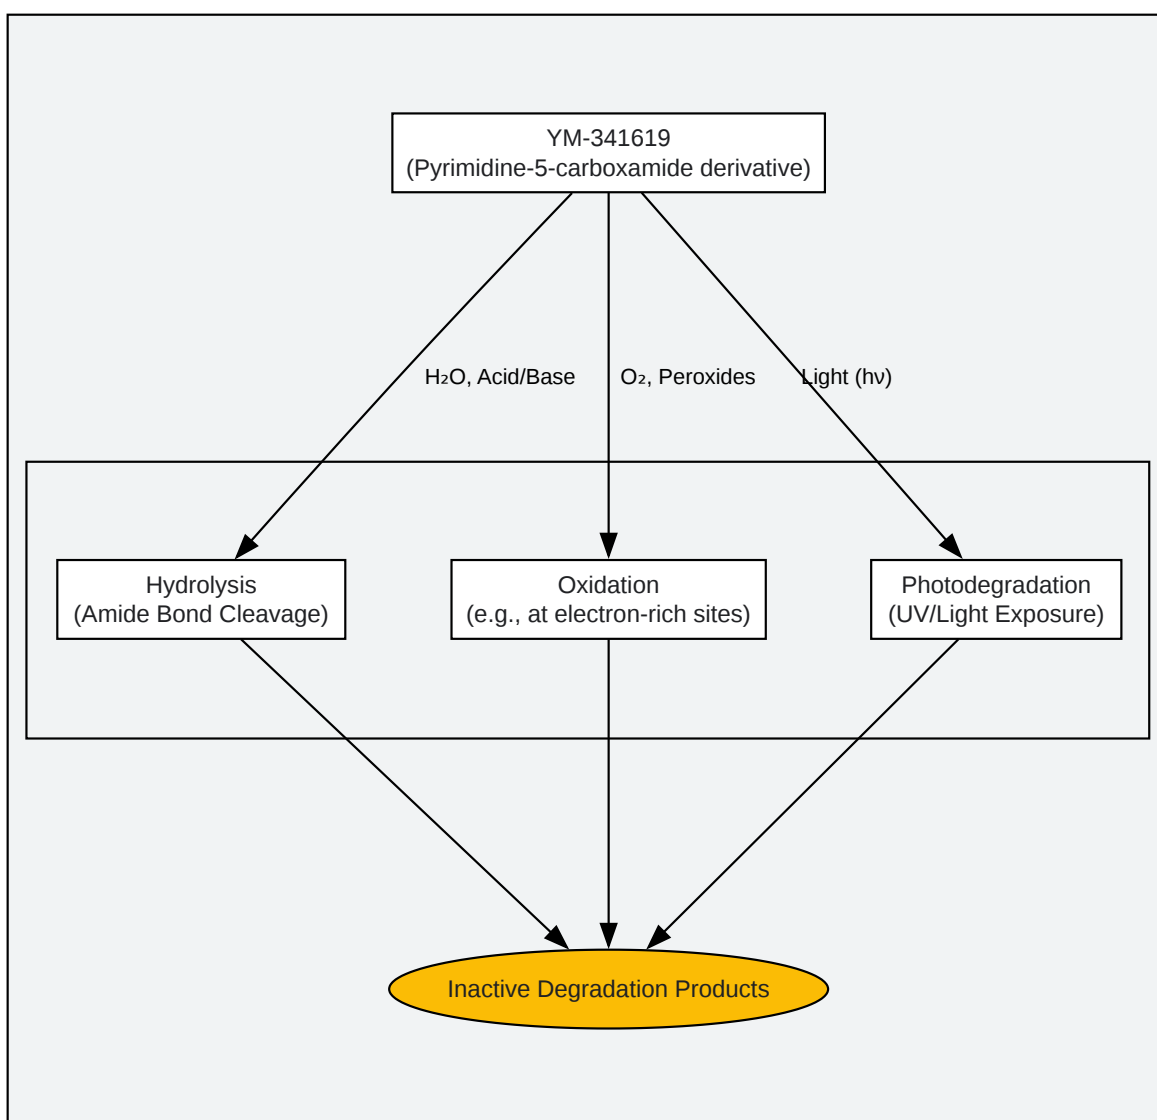 YM-341619
(Pyrimidine-5-carboxamide derivative)
H₂O, Acid/Base
O₂, Peroxides
Light (hν)
Hydrolysis
(Amide Bond Cleavage)
Oxidation
(e.g., at electron-rich sites)
Photodegradation
(UV/Light Exposure)
Inactive Degradation Products